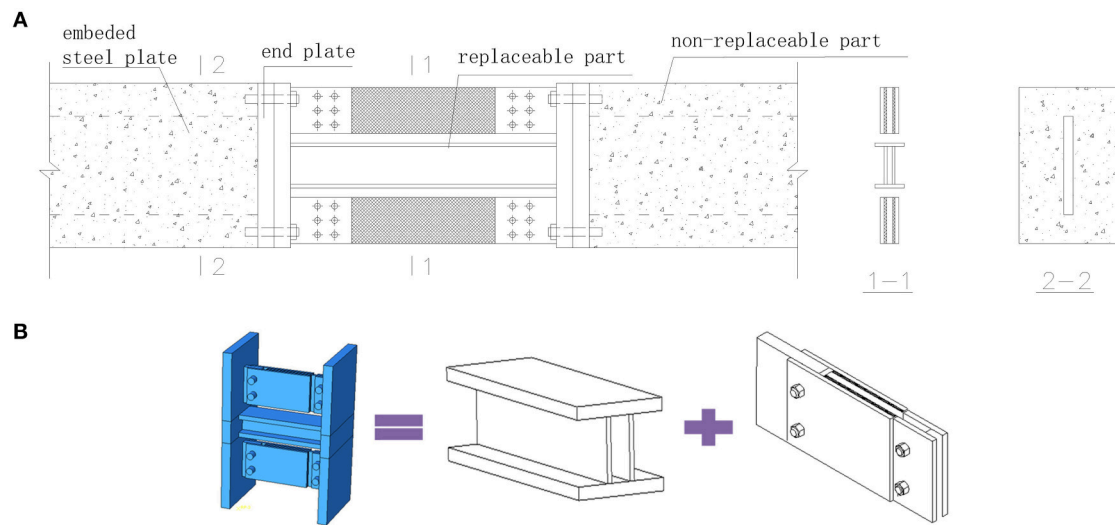 A
embeded
steel plate
2
end plate
1
replaceable part
non-replaceable part
2
1
1-1
2-2
B